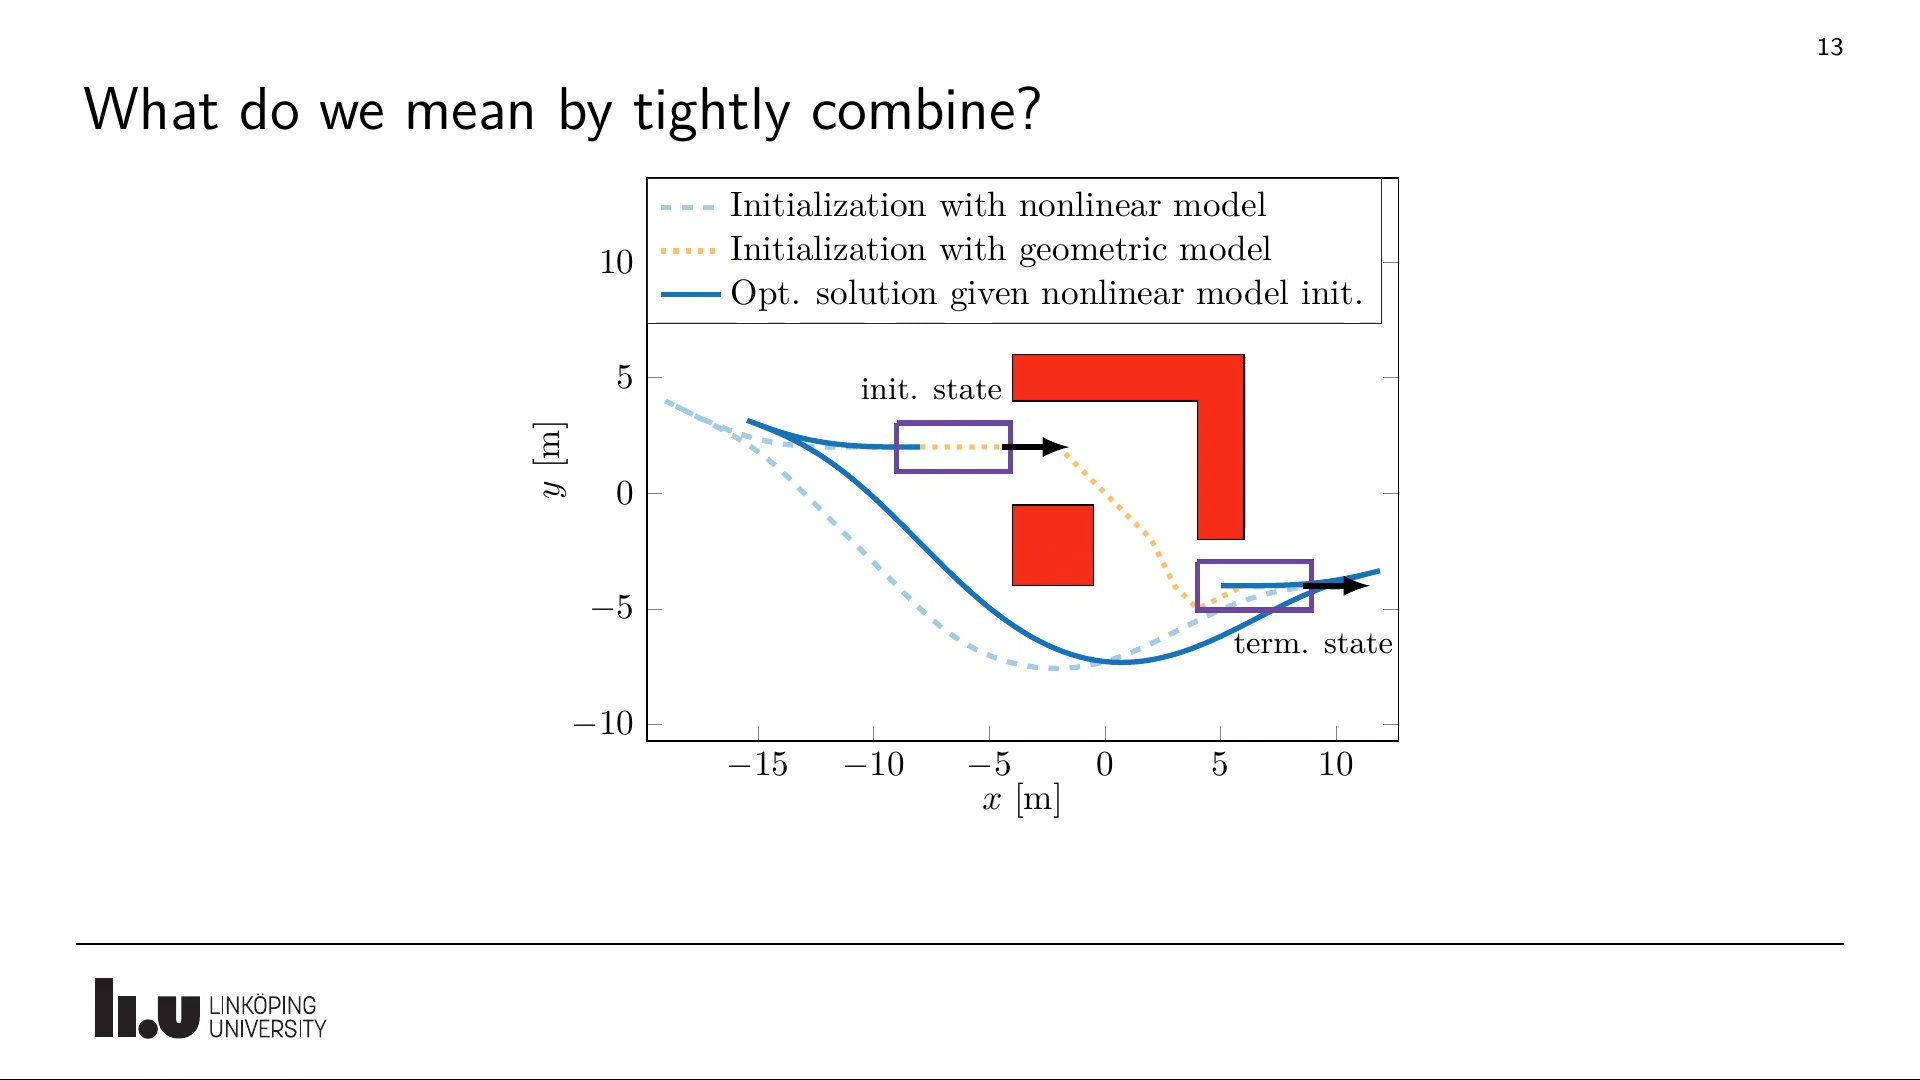 13
What do we mean by tightly combine?
Initialization with nonlinear model
Initialization with geometric model
Opt. solution given nonlinear model init.
10
5
0
−5
−10
y [m]
init. state
term. state
−15 −10 −5 0 5 10
x [m]
li.u LINKÖPING
UNIVERSITY